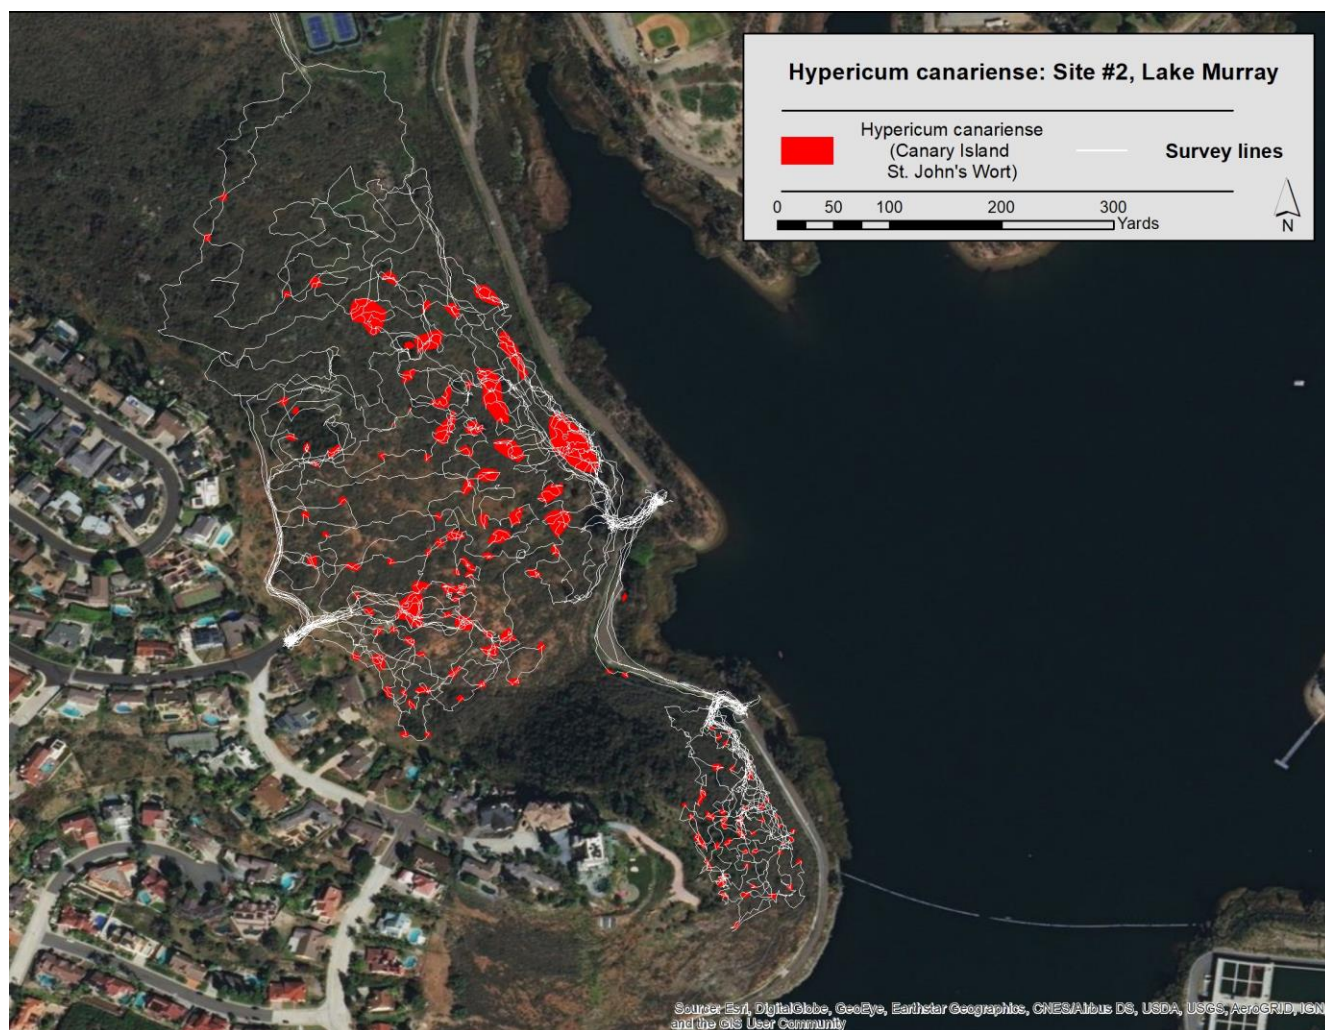 Hypericum canariense: Site #2, Lake Murray
Hypericum canariense
(Canary Island
St. John's Wort)
Survey lines
0 50 100 200 300
Yards
N
Source: Esri, DigitalGlobe, GeoEye, Earthstar Geographics, CNES/Airbus DS, USDA, USGS, AeroGRID, IGN,
and the GIS User Community